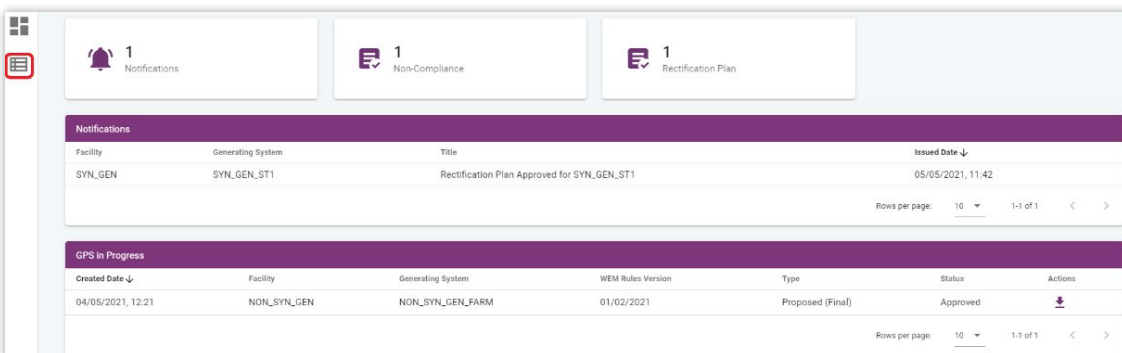 1
Notifications
1
Non-Compliance
1
Rectification Plan
Notifications
Facility Generating System Title Issued Date
SYN_GEN SYN_GEN_ST1 Rectification Plan Approved for SYN_GEN_ST1 05/05/2021, 11:42
Rows per page: 10 1-1 of 1
GPS in Progress
Created Date Facility Generating System WEM Rules Version Type Status Actions
04/05/2021, 12:21 NON_SYN_GEN NON_SYN_GEN_FARM 01/02/2021 Proposed (Final) Approved
Rows per page: 10 1-1 of 1